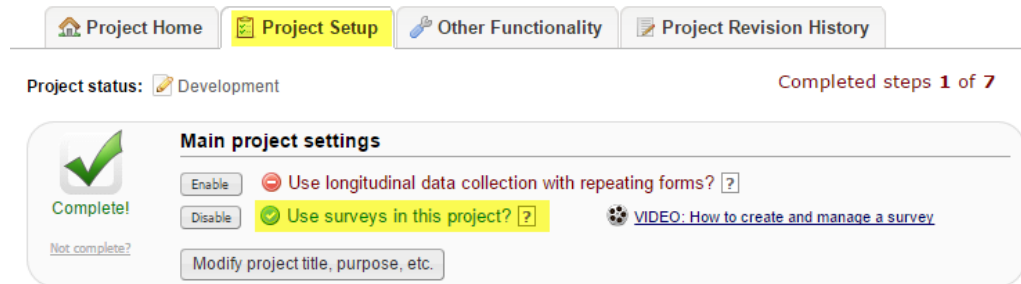 Project Home Project Setup Other Functionality Project Revision History
Project status: Development Completed steps 1 of 7
Main project settings
Enable Use longitudinal data collection with repeating forms? ?
Complete! Disable Use surveys in this project? ? VIDEO: How to create and manage a survey
Not complete?
Modify project title, purpose, etc.